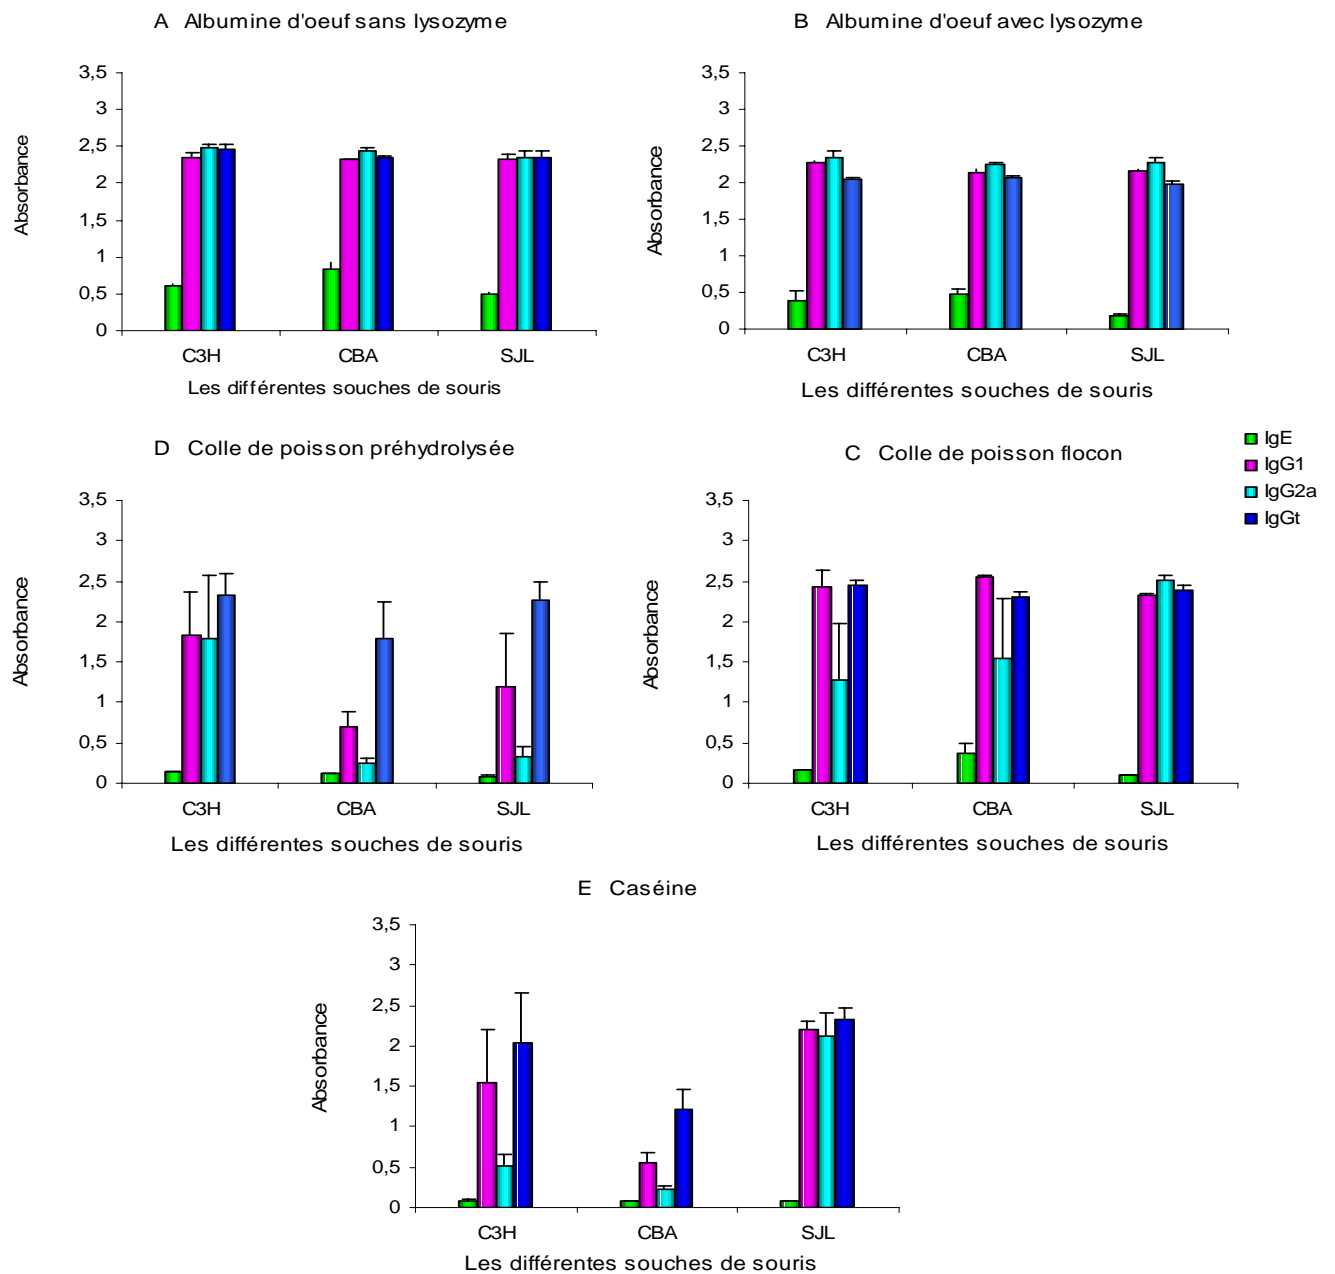 A Albumine d'oeuf sans lysozyme
3,5
3
2,5
2
1,5
1
0,5
0
Absorbance
C3H CBA SJL
Les différentes souches de souris
B Albumine d'oeuf avec lysozyme
3,5
3
2,5
2
1,5
1
0,5
0
Absorbance
C3H CBA SJL
Les différentes souches de souris
D Colle de poisson préhydrolysée
3,5
3
2,5
2
1,5
1
0,5
0
Absorbance
C3H CBA SJL
Les différentes souches de souris
C Colle de poisson flocon
3,5
3
2,5
2
1,5
1
0,5
0
Absorbance
C3H CBA SJL
Les différentes souches de souris
IgE
IgG1
IgG2a
IgGt
E Caséine
3,5
3
2,5
2
1,5
1
0,5
0
Absorbance
C3H CBA SJL
Les différentes souches de souris